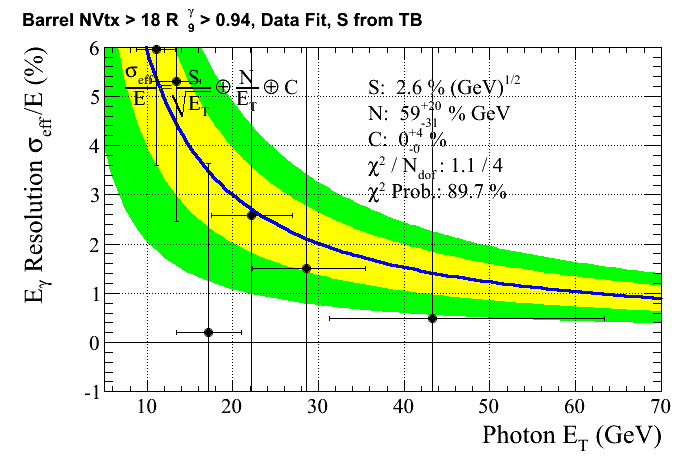 Barrel NVtx > 18 R γ 9 > 0.94, Data Fit, S from TB
Eγ Resolution σeff/E (%)
6
5
4
3
2
1
0
-1
σeff/E = S/√ET ⊕ N/ET ⊕ C
S: 2.6 % (GeV)^1/2
N: 59 +20 -31 % GeV
C: 0 +4 -0 %
χ² / Ndof: 1.1 / 4
χ² Prob.: 89.7 %
10 20 30 40 50 60 70
Photon ET (GeV)